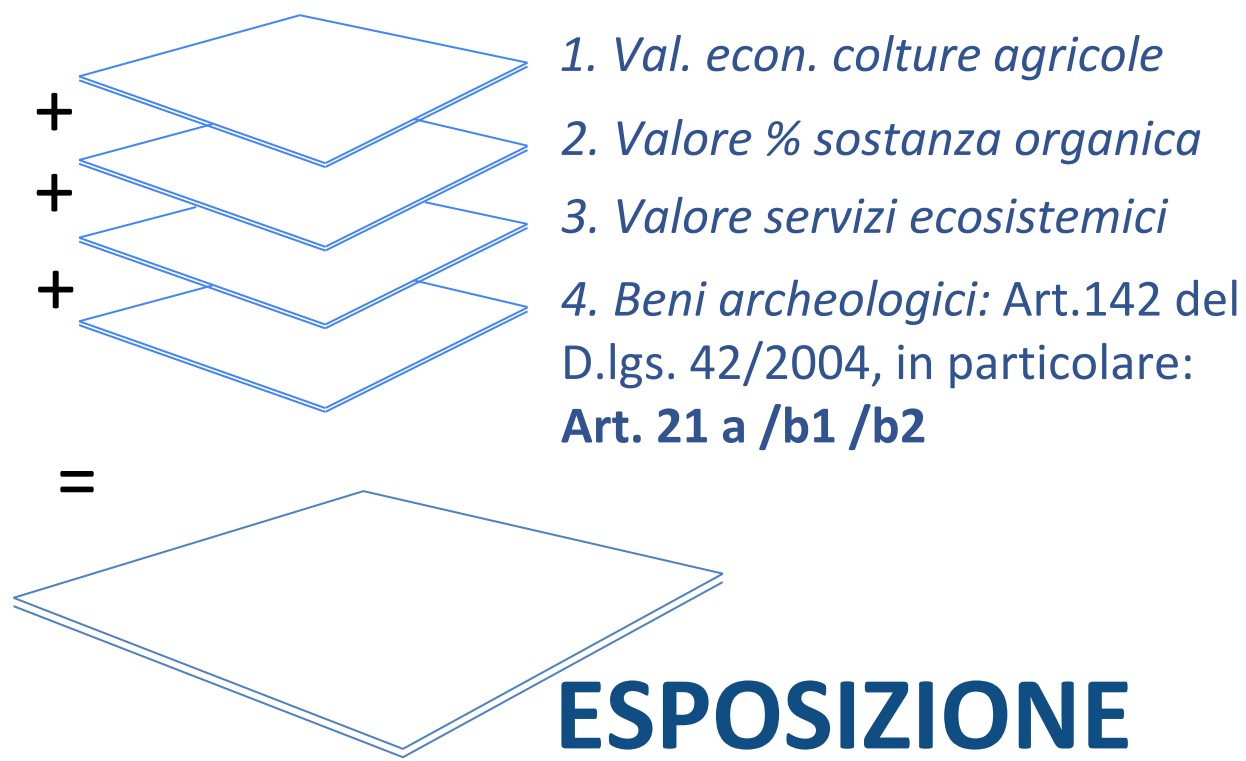 1. Val. econ. colture agricole
+
2. Valore % sostanza organica
+
3. Valore servizi ecosistemici
+
4. Beni archeologici: Art.142 del
D.lgs. 42/2004, in particolare:
Art. 21 a /b1 /b2
=
ESPOSIZIONE